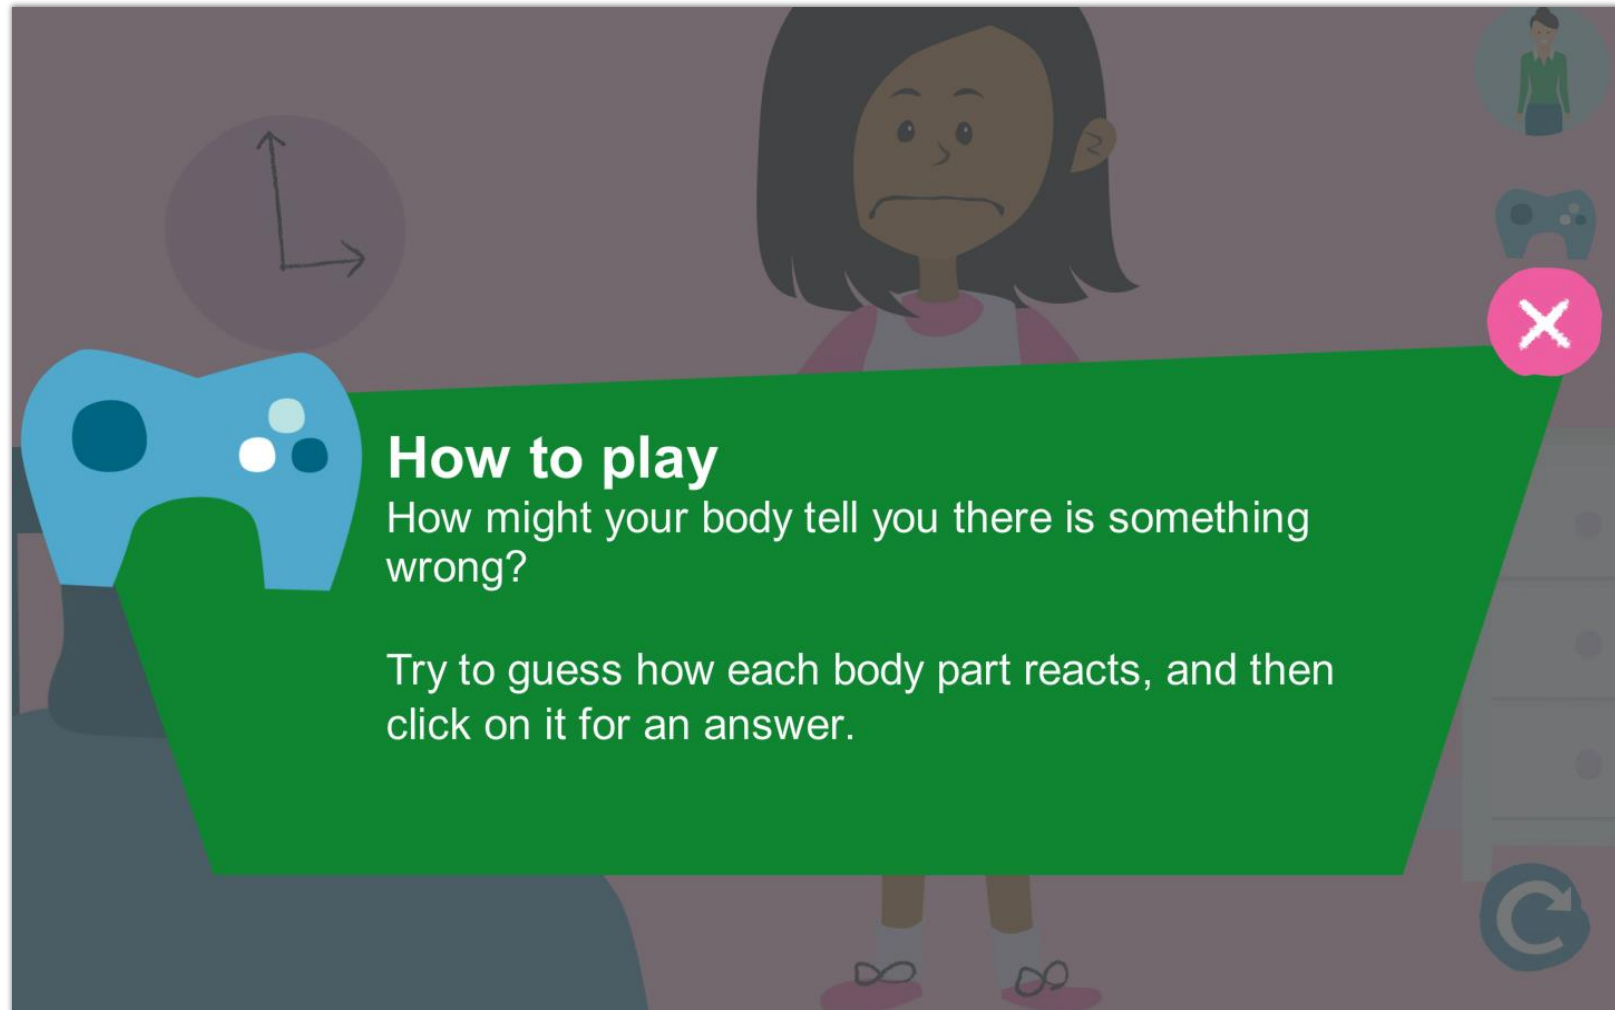 How to play
How might your body tell you there is something
wrong?
Try to guess how each body part reacts, and then
click on it for an answer.